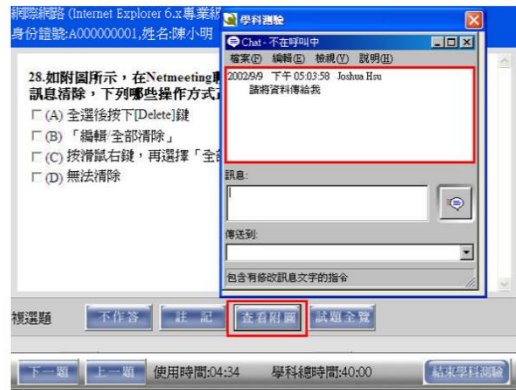 網際網路 (Internet Explorer 6.x專業級
身份證號:A000000001,姓名:陳小明
28.如附圖所示，在Netmeeting
訊息清除，下列哪些操作方式
(A) 全選後按下[Delete]鍵
(B) 「編輯/全部清除」
(C) 按滑鼠右鍵，再選擇「全
(D) 無法清除
學科測驗
Chat - 不在呼叫中
檔案(F) 編輯(E) 檢視(V) 說明(H)
2002/9/9 下午 05:03:58 Joshua Hsu
請將資料傳給我
訊息:
傳送到:
包含有修改訊息文字的指令
視選題 不作答 註 記 查看附圖 試題全覽
下一題 上一題 使用時間:04:34 學科總時間:40:00 結束學科測驗